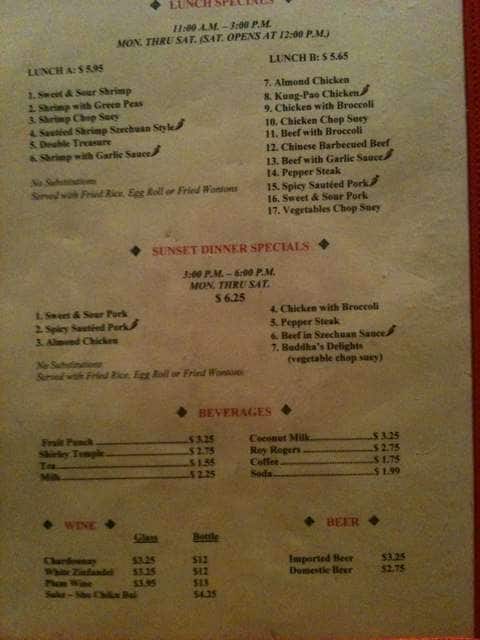 LUNCH SPECIALS
11:00 A.M. – 3:00 P.M.
MON. THRU SAT. (SAT. OPENS AT 12:00 P.M.)
LUNCH A: $ 5.95
1. Sweet & Sour Shrimp
2. Shrimp with Green Peas
3. Shrimp Chop Suey
4. Sautéed Shrimp Szechuan Style
5. Double Treasure
6. Shrimp with Garlic Sauce
No Substitutions
Served with Fried Rice, Egg Roll or Fried Wontons
LUNCH B: $ 5.65
7. Almond Chicken
8. Kung-Pao Chicken
9. Chicken with Broccoli
10. Chicken Chop Suey
11. Beef with Broccoli
12. Chinese Barbecued Beef
13. Beef with Garlic Sauce
14. Pepper Steak
15. Spicy Sautéed Pork
16. Sweet & Sour Pork
17. Vegetables Chop Suey
SUNSET DINNER SPECIALS
3:00 P.M. – 6:00 P.M.
MON. THRU SAT.
$ 6.25
1. Sweet & Sour Pork
2. Spicy Sautéed Pork
3. Almond Chicken
No Substitutions
Served with Fried Rice, Egg Roll or Fried Wontons
4. Chicken with Broccoli
5. Pepper Steak
6. Beef in Szechuan Sauce
7. Buddha's Delights
(vegetable chop suey)
BEVERAGES
Fruit Punch $ 3.25
Shirley Temple $ 2.75
Tea $ 1.55
Milk $ 2.25
Coconut Milk $ 3.25
Roy Rogers $ 2.75
Coffee $ 1.75
Soda $ 1.99
WINE
Glass Bottle
Chardonnay $3.25 $12
White Zinfandel $3.25 $12
Plum Wine $3.95 $13
Sake – Sho Chiku Bai $4.25
BEER
Imported Beer $3.25
Domestic Beer $2.75